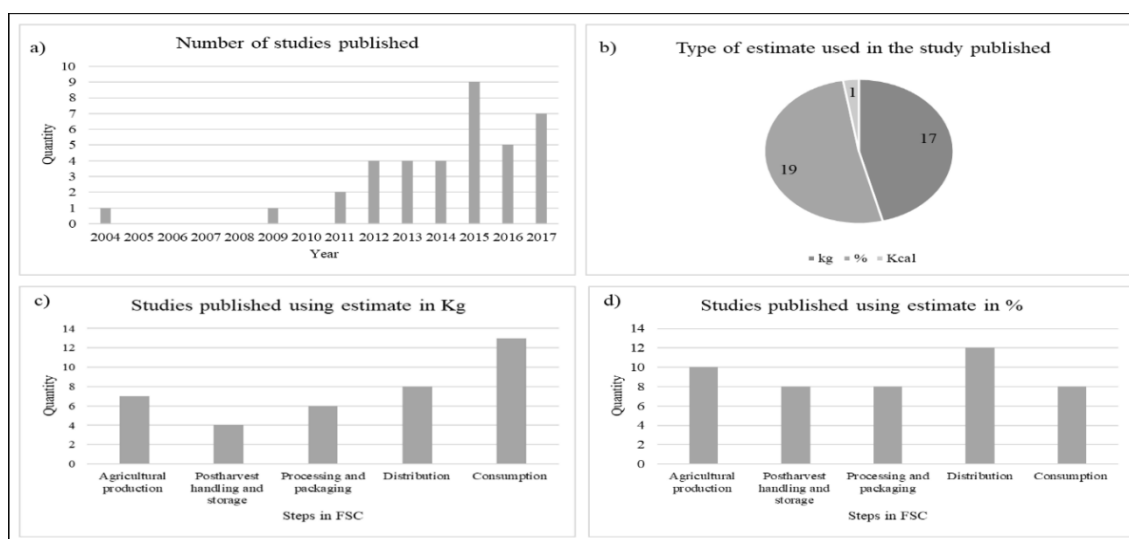 a)
Number of studies published
10
9
8
7
6
5
4
3
2
1
0
Quantity
2004 2005 2006 2007 2008 2009 2010 2011 2012 2013 2014 2015 2016 2017
Year
b)
Type of estimate used in the study published
1
17
19
kg % Kcal
c)
Studies published using estimate in Kg
14
12
10
8
6
4
2
0
Quantity
Agricultural production
Postharvest handling and storage
Processing and packaging
Distribution
Consumption
Steps in FSC
d)
Studies published using estimate in %
14
12
10
8
6
4
2
0
Quantity
Agricultural production
Postharvest handling and storage
Processing and packaging
Distribution
Consumption
Steps in FSC